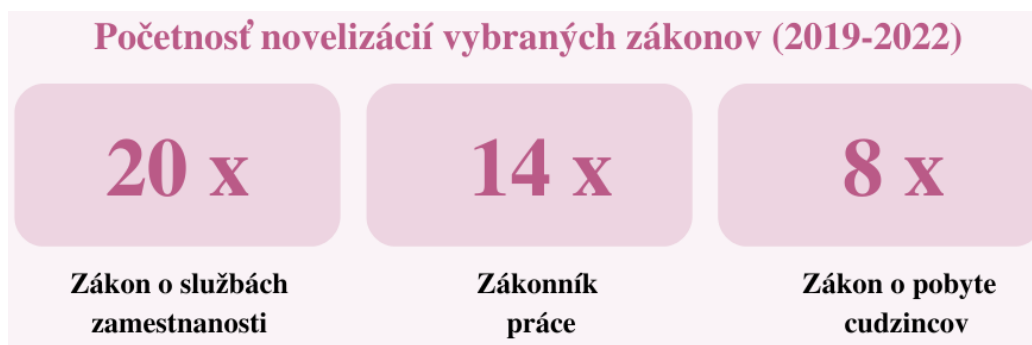 Početnosť novelizácií vybraných zákonov (2019-2022)
20 x
14 x
8 x
Zákon o službách
zamestnanosti
Zákonník
práce
Zákon o pobyte
cudzincov